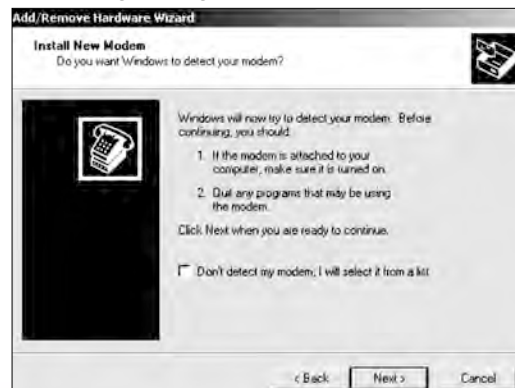 Add/Remove Hardware Wizard
Install New Modem
Do you want Windows to detect your modem?
Windows will now try to detect your modem. Before
continuing, you should:
1. If the modem is attached to your
computer, make sure it is turned on.
2. Quit any programs that may be using
the modem.
Click Next when you are ready to continue.
Don't detect my modem; I will select it from a list.
< Back Next > Cancel